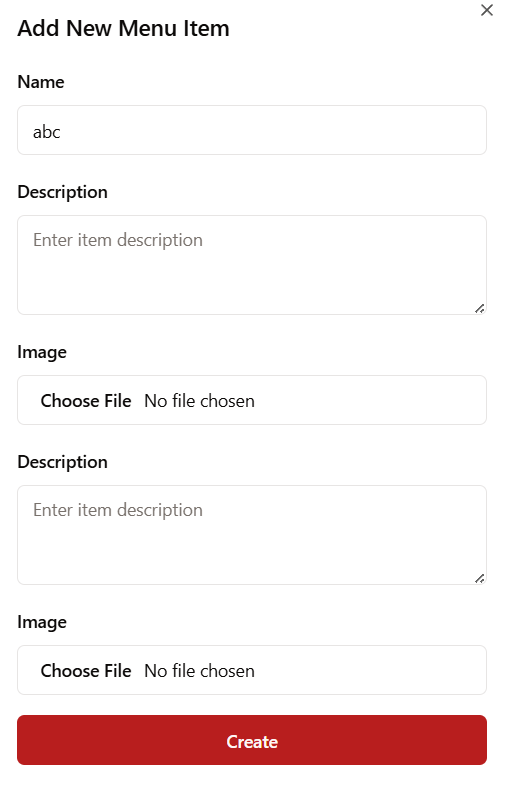 Add New Menu Item
Name
abc
Description
Enter item description
Image
Choose File No file chosen
Description
Enter item description
Image
Choose File No file chosen
Create